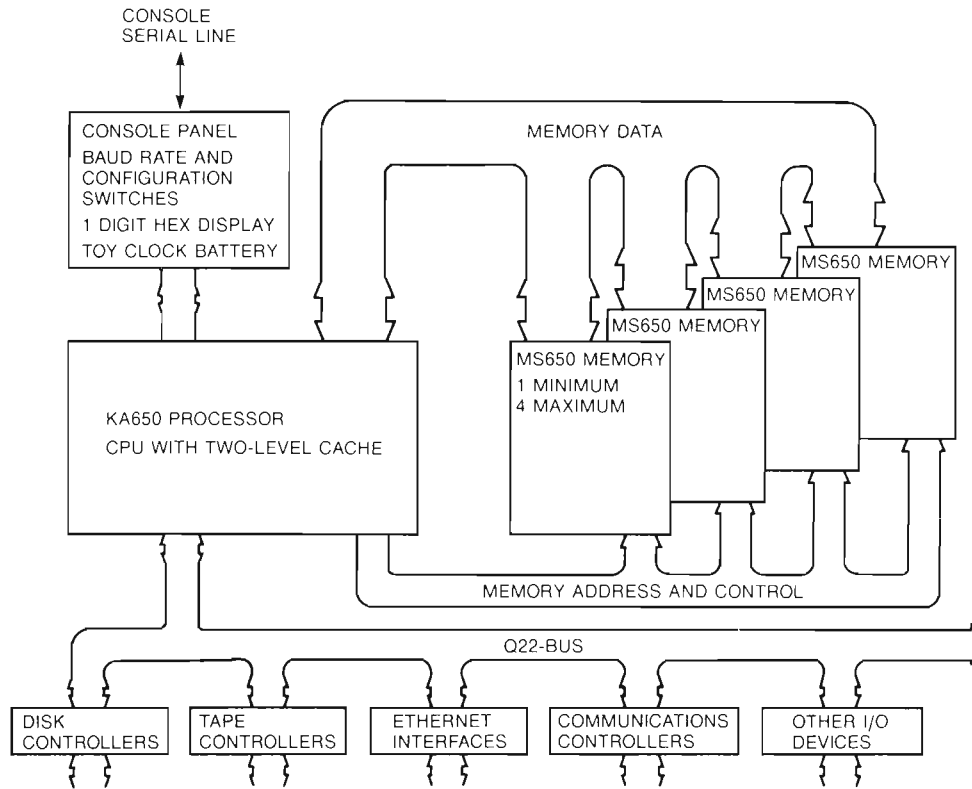 CONSOLE
SERIAL LINE
CONSOLE PANEL
BAUD RATE AND
CONFIGURATION
SWITCHES
1 DIGIT HEX DISPLAY
TOY CLOCK BATTERY
MEMORY DATA
MS650 MEMORY
MS650 MEMORY
MS650 MEMORY
MS650 MEMORY
1 MINIMUM
4 MAXIMUM
KA650 PROCESSOR
CPU WITH TWO-LEVEL CACHE
MEMORY ADDRESS AND CONTROL
Q22-BUS
DISK
CONTROLLERS
TAPE
CONTROLLERS
ETHERNET
INTERFACES
COMMUNICATIONS
CONTROLLERS
OTHER I/O
DEVICES